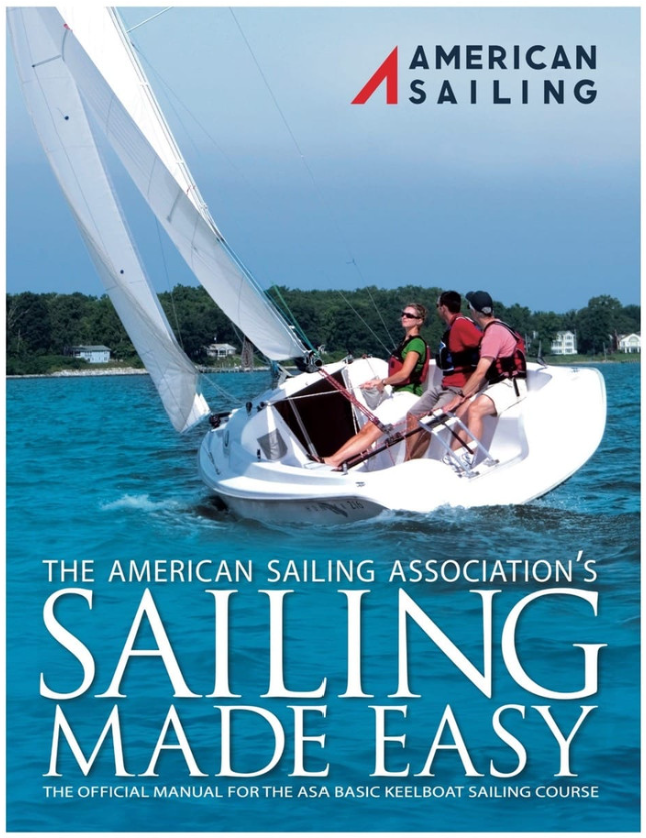 AMERICAN
SAILING
THE AMERICAN SAILING ASSOCIATION'S
SAILING
MADE EASY
THE OFFICIAL MANUAL FOR THE ASA BASIC KEELBOAT SAILING COURSE